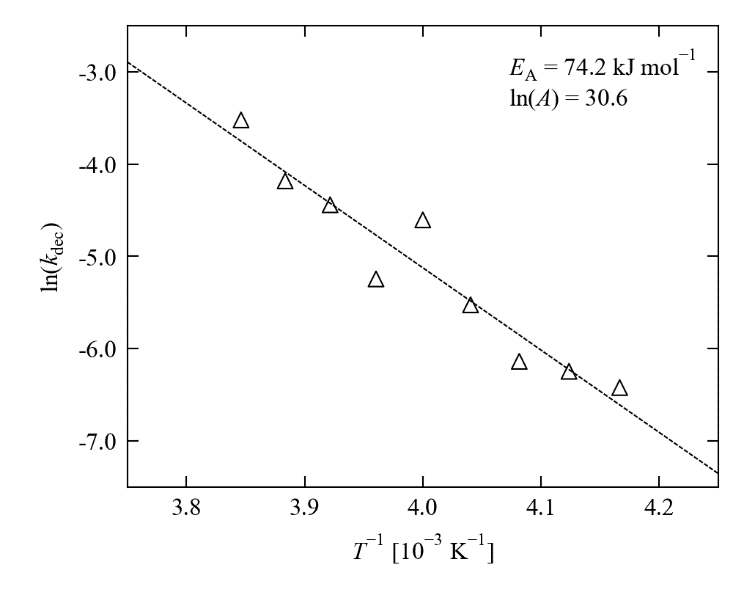 E_A = 74.2 kJ mol⁻¹
ln(A) = 30.6
-3.0
-4.0
-5.0
-6.0
-7.0
ln(k_dec)
3.8 3.9 4.0 4.1 4.2
T⁻¹ [10⁻³ K⁻¹]